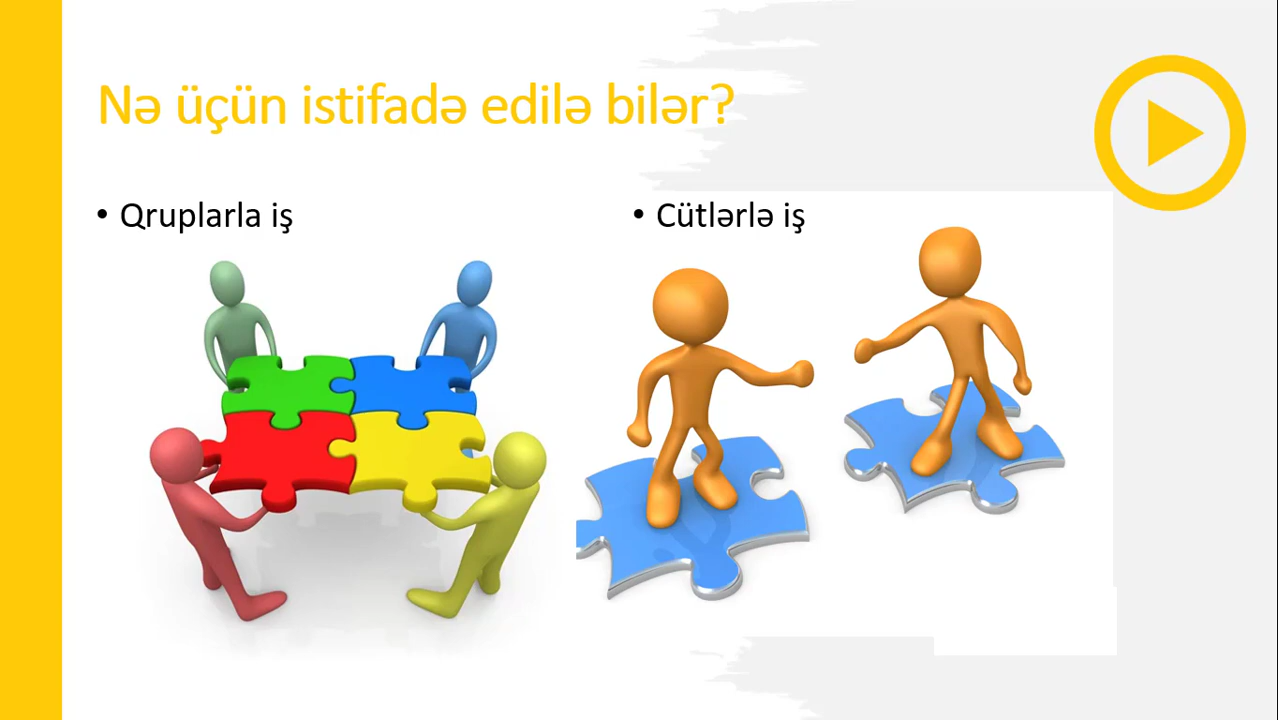 Nə üçün istifadə edilə bilər?
• Qruplarla iş
• Cütlərlə iş